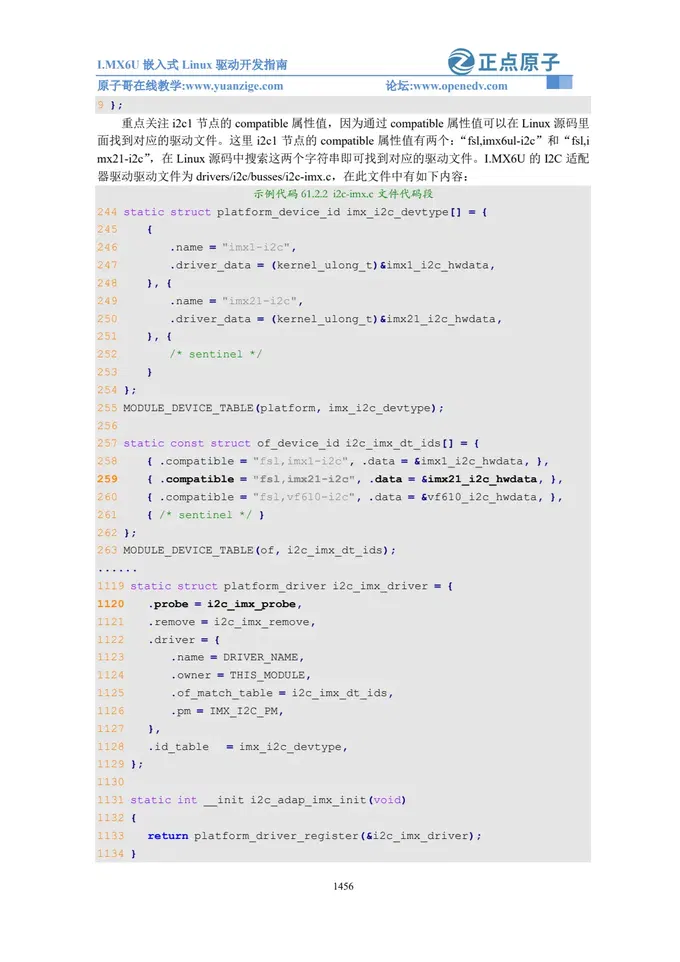 I.MX6U 嵌入式 Linux 驱动开发指南
正点原子
原子哥在线教学:www.yuanzige.com 论坛:www.openedv.com
9 };
重点关注 i2c1 节点的 compatible 属性值，因为通过 compatible 属性值可以在 Linux 源码里
面找到对应的驱动文件。这里 i2c1 节点的 compatible 属性值有两个：“fsl,imx6ul-i2c”和“fsl,i
mx21-i2c”，在 Linux 源码中搜索这两个字符串即可找到对应的驱动文件。I.MX6U 的 I2C 适配
器驱动驱动文件为 drivers/i2c/busses/i2c-imx.c，在此文件中有如下内容：
示例代码 61.2.2 i2c-imx.c 文件代码段
244 static struct platform_device_id imx_i2c_devtype[] = {
245 {
246 .name = "imx1-i2c",
247 .driver_data = (kernel_ulong_t)&imx1_i2c_hwdata,
248 }, {
249 .name = "imx21-i2c",
250 .driver_data = (kernel_ulong_t)&imx21_i2c_hwdata,
251 }, {
252 /* sentinel */
253 }
254 };
255 MODULE_DEVICE_TABLE(platform, imx_i2c_devtype);
256
257 static const struct of_device_id i2c_imx_dt_ids[] = {
258 { .compatible = "fsl,imx1-i2c", .data = &imx1_i2c_hwdata, },
259 { .compatible = "fsl,imx21-i2c", .data = &imx21_i2c_hwdata, },
260 { .compatible = "fsl,vf610-i2c", .data = &vf610_i2c_hwdata, },
261 { /* sentinel */ }
262 };
263 MODULE_DEVICE_TABLE(of, i2c_imx_dt_ids);
......
1119 static struct platform_driver i2c_imx_driver = {
1120 .probe = i2c_imx_probe,
1121 .remove = i2c_imx_remove,
1122 .driver = {
1123 .name = DRIVER_NAME,
1124 .owner = THIS_MODULE,
1125 .of_match_table = i2c_imx_dt_ids,
1126 .pm = IMX_I2C_PM,
1127 },
1128 .id_table = imx_i2c_devtype,
1129 };
1130
1131 static int __init i2c_adap_imx_init(void)
1132 {
1133 return platform_driver_register(&i2c_imx_driver);
1134 }
1456